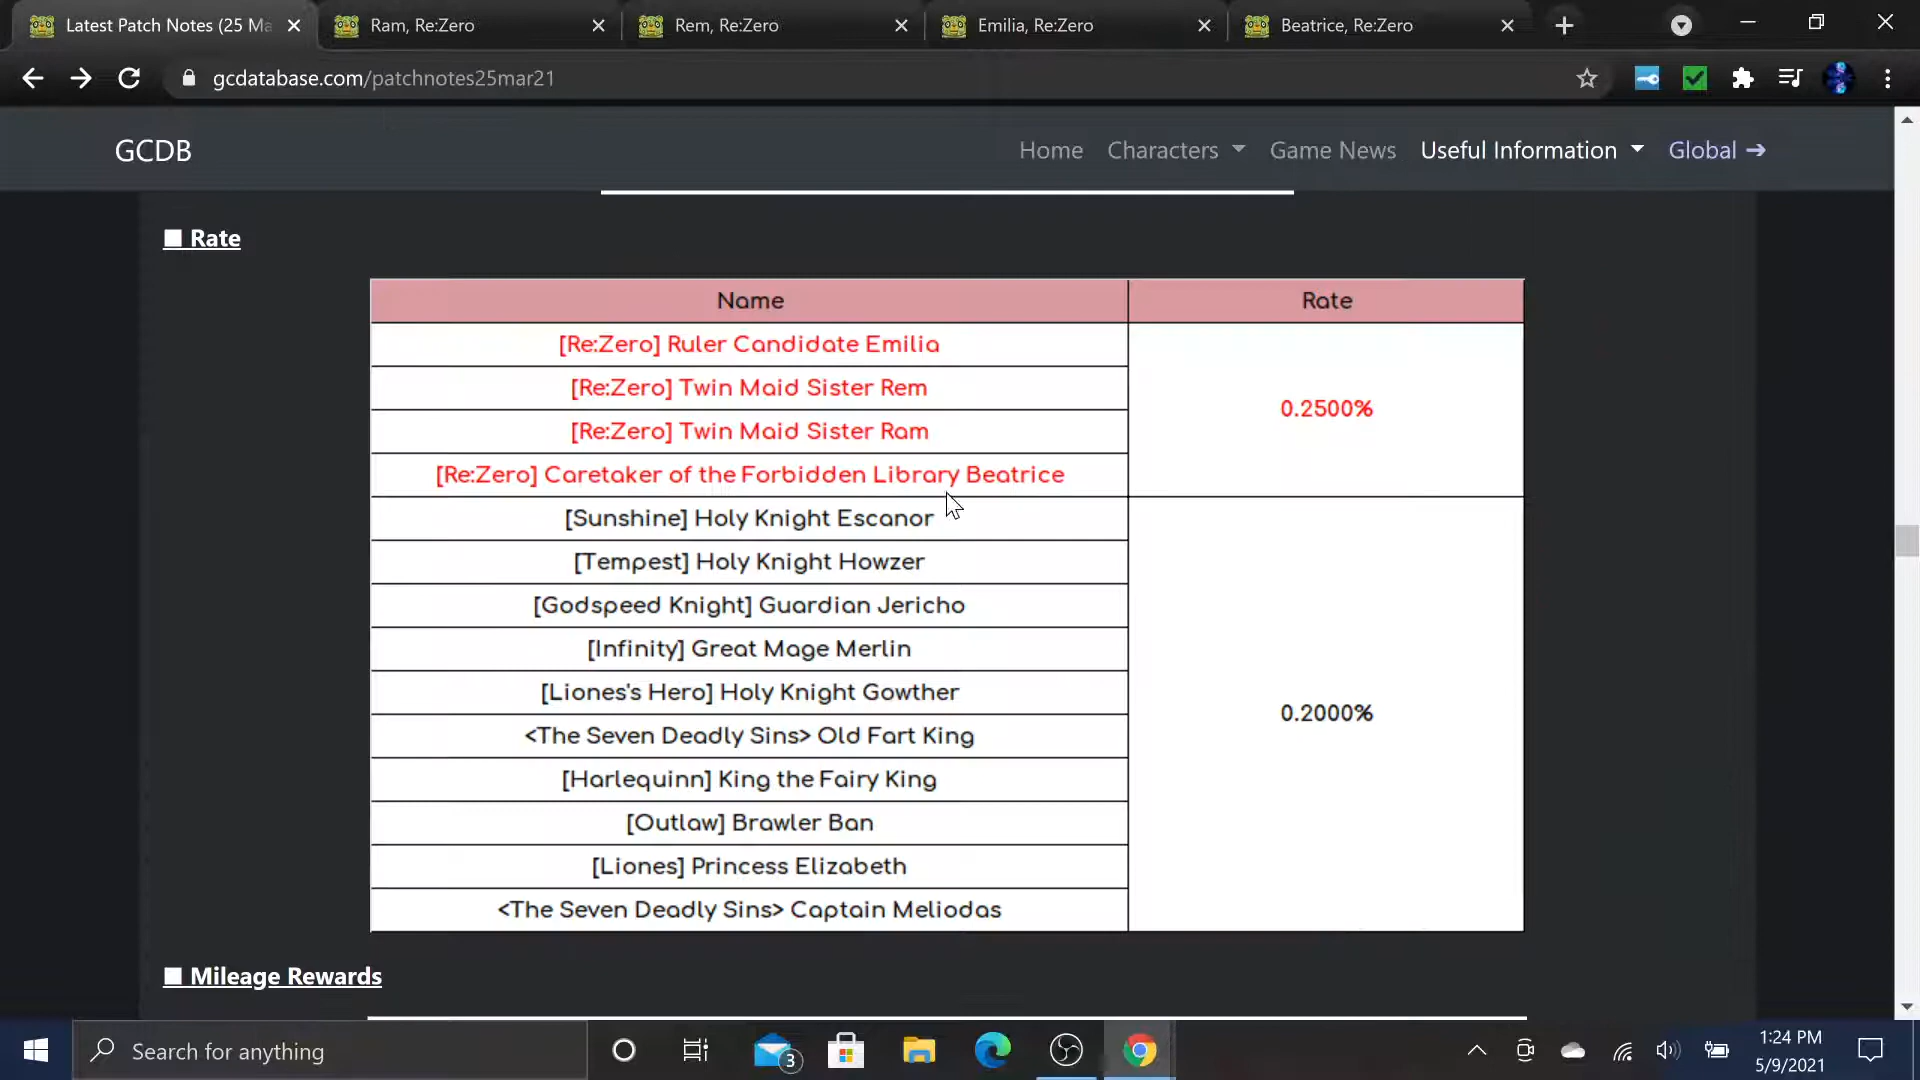 Latest Patch Notes (25 Ma
Ram, Re:Zero
Rem, Re:Zero
Emilia, Re:Zero
Beatrice, Re:Zero
gcdatabase.com/patchnotes25mar21
GCDB
Home
Characters
Game News
Useful Information
Global
Rate
Name
Rate
[Re:Zero] Ruler Candidate Emilia
[Re:Zero] Twin Maid Sister Rem
0.2500%
[Re:Zero] Twin Maid Sister Ram
[Re:Zero] Caretaker of the Forbidden Library Beatrice
[Sunshine] Holy Knight Escanor
[Tempest] Holy Knight Howzer
[Godspeed Knight] Guardian Jericho
[Infinity] Great Mage Merlin
[Liones's Hero] Holy Knight Gowther
0.2000%
<The Seven Deadly Sins> Old Fart King
[Harlequinn] King the Fairy King
[Outlaw] Brawler Ban
[Liones] Princess Elizabeth
<The Seven Deadly Sins> Captain Meliodas
Mileage Rewards
Search for anything
3
1:24 PM
5/9/2021